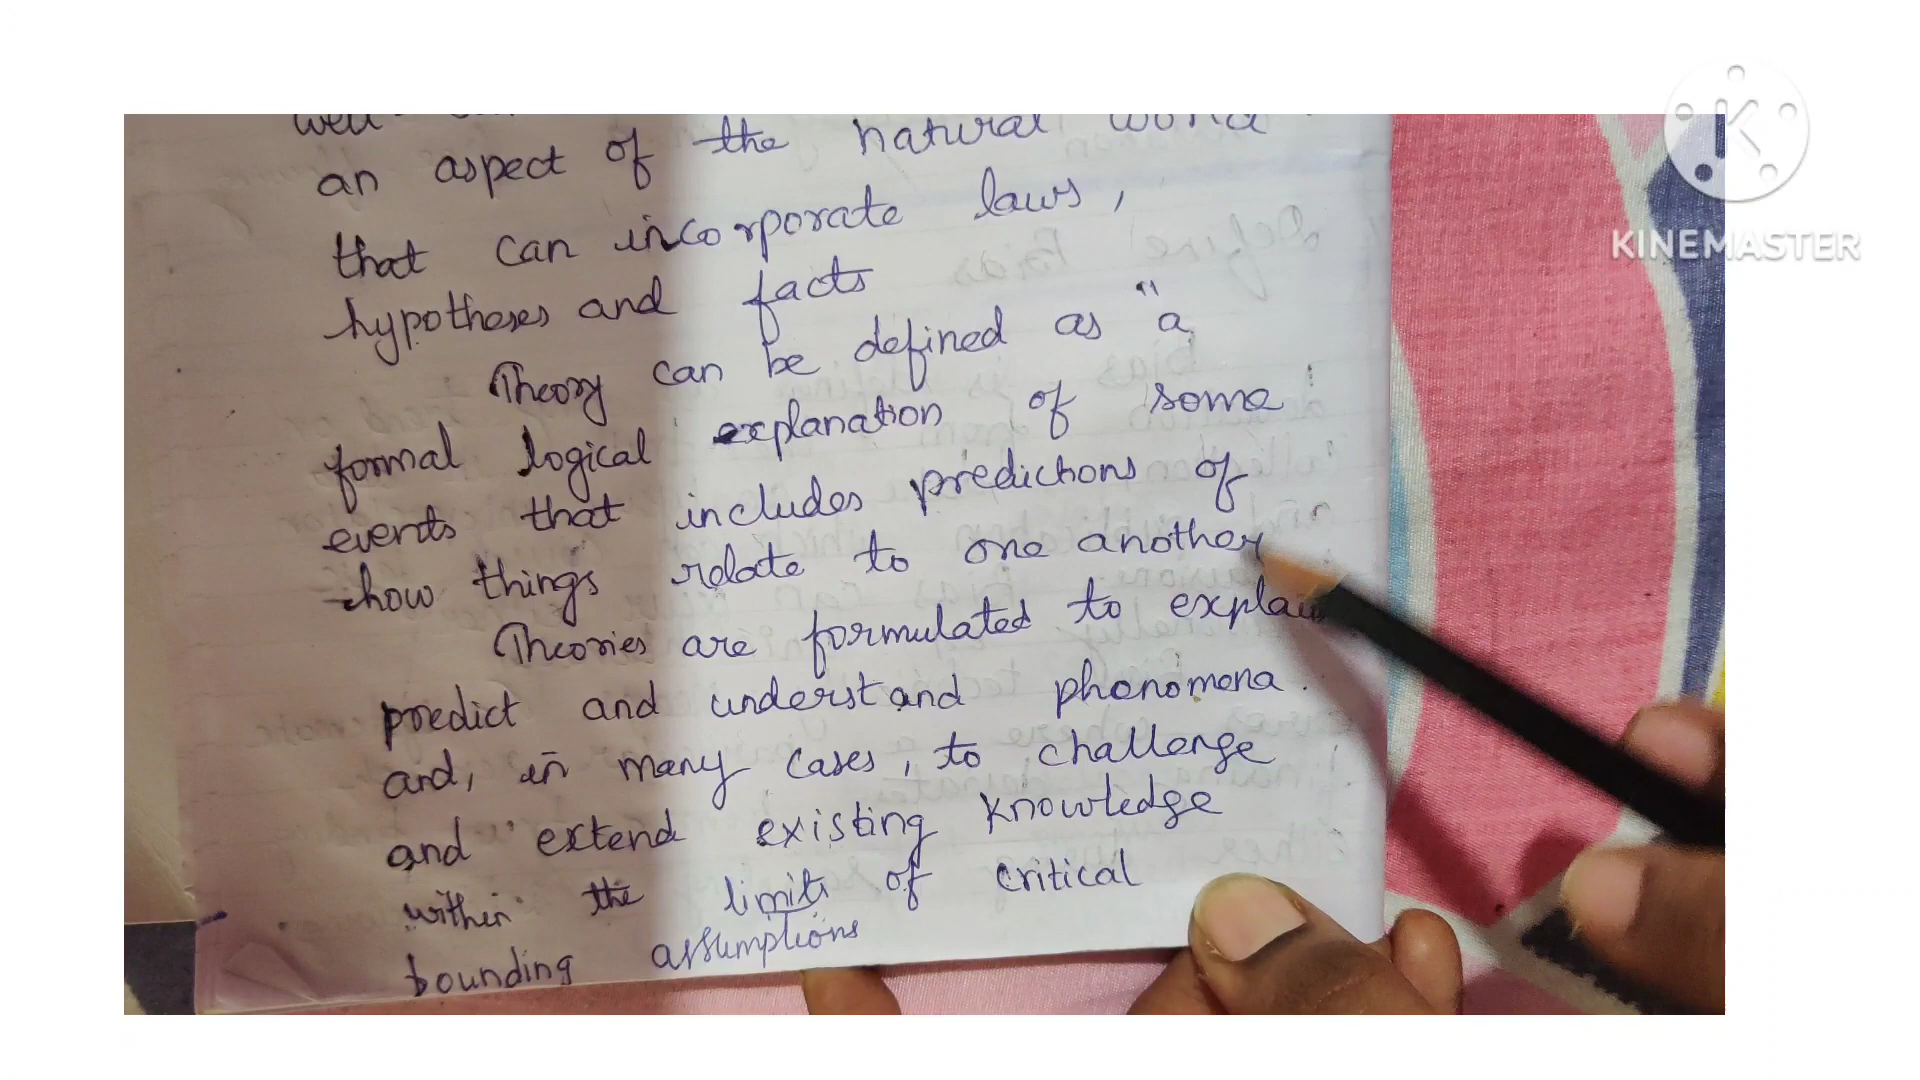 well
an aspect of the natural world
that can incorporate laws,
hypotheses and facts
Theory can be defined as "a
formal logical explanation of some
events that includes predictions of
how things relate to one another
Theories are formulated to explain
predict and understand phenomena.
and, in many cases, to challenge
and extend existing knowledge
within the limits of critical
bounding assumptions
KINEMASTER